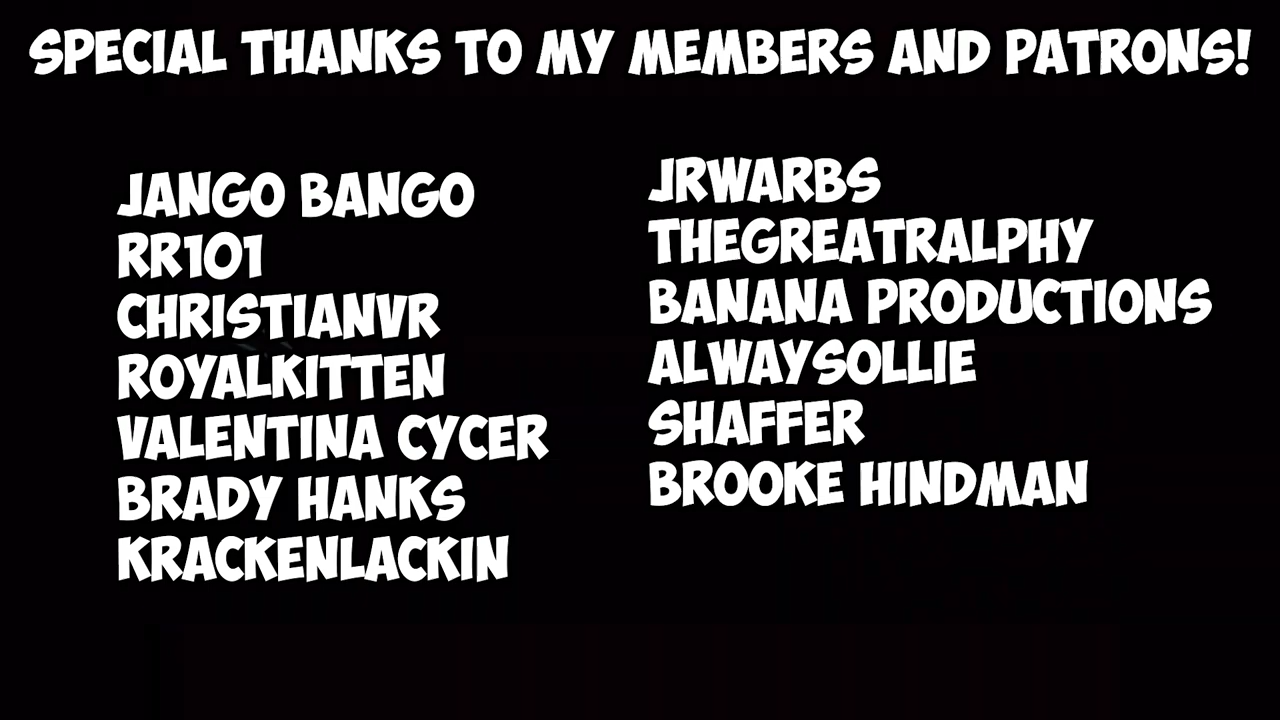 SPECIAL THANKS TO MY MEMBERS AND PATRONS!
JANGO BANGO
RR101
CHRISTIANVR
ROYALKITTEN
VALENTINA CYCER
BRADY HANKS
KRACKENLACKIN
JRWARBS
THEGREATRALPHY
BANANA PRODUCTIONS
ALWAYSOLLIE
SHAFFER
BROOKE HINDMAN